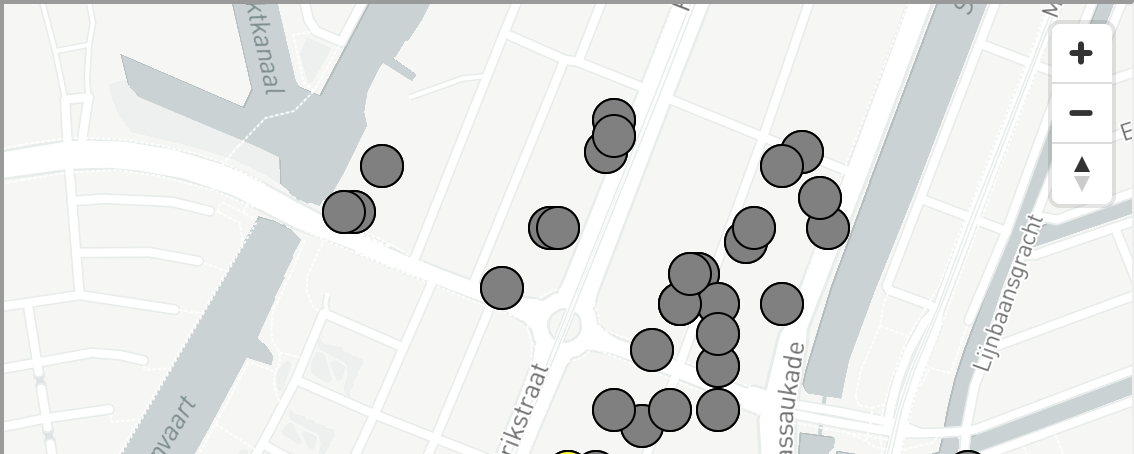 ktkanaal
Lijnbaansgracht
assaukade
rikstraat
nvaart
E
M
S